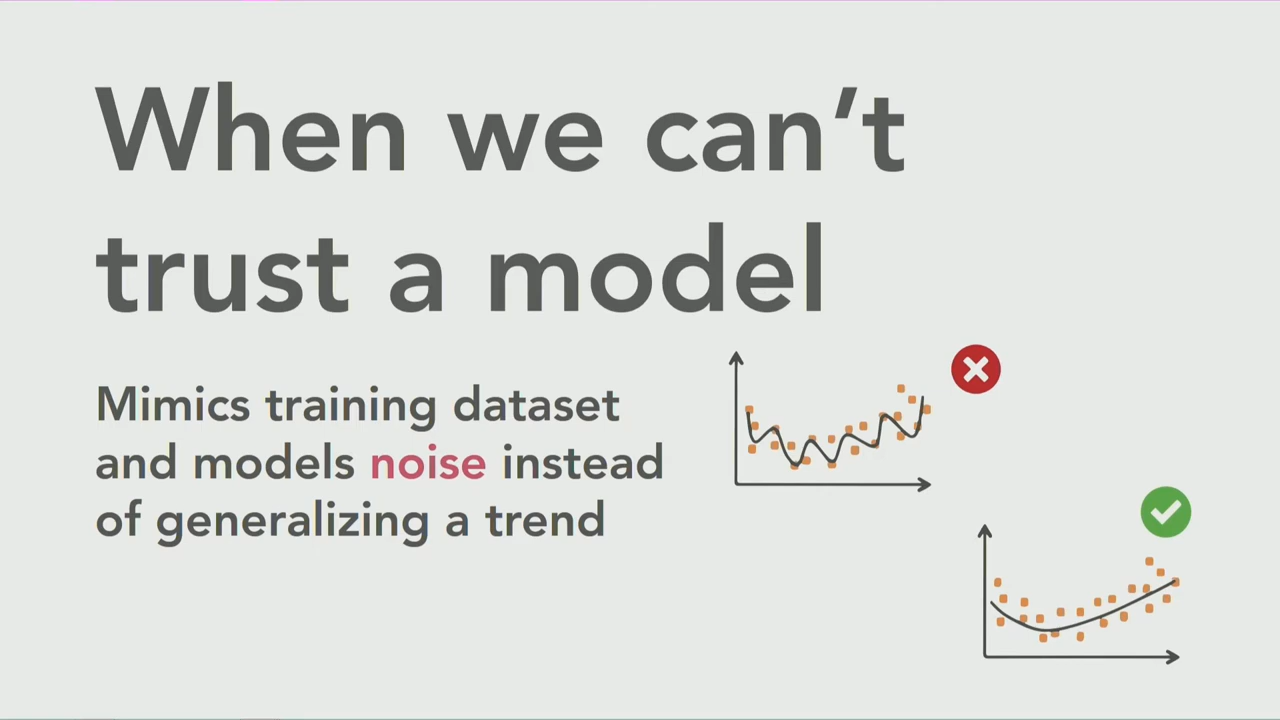 When we can't
trust a model
Mimics training dataset
and models noise instead
of generalizing a trend